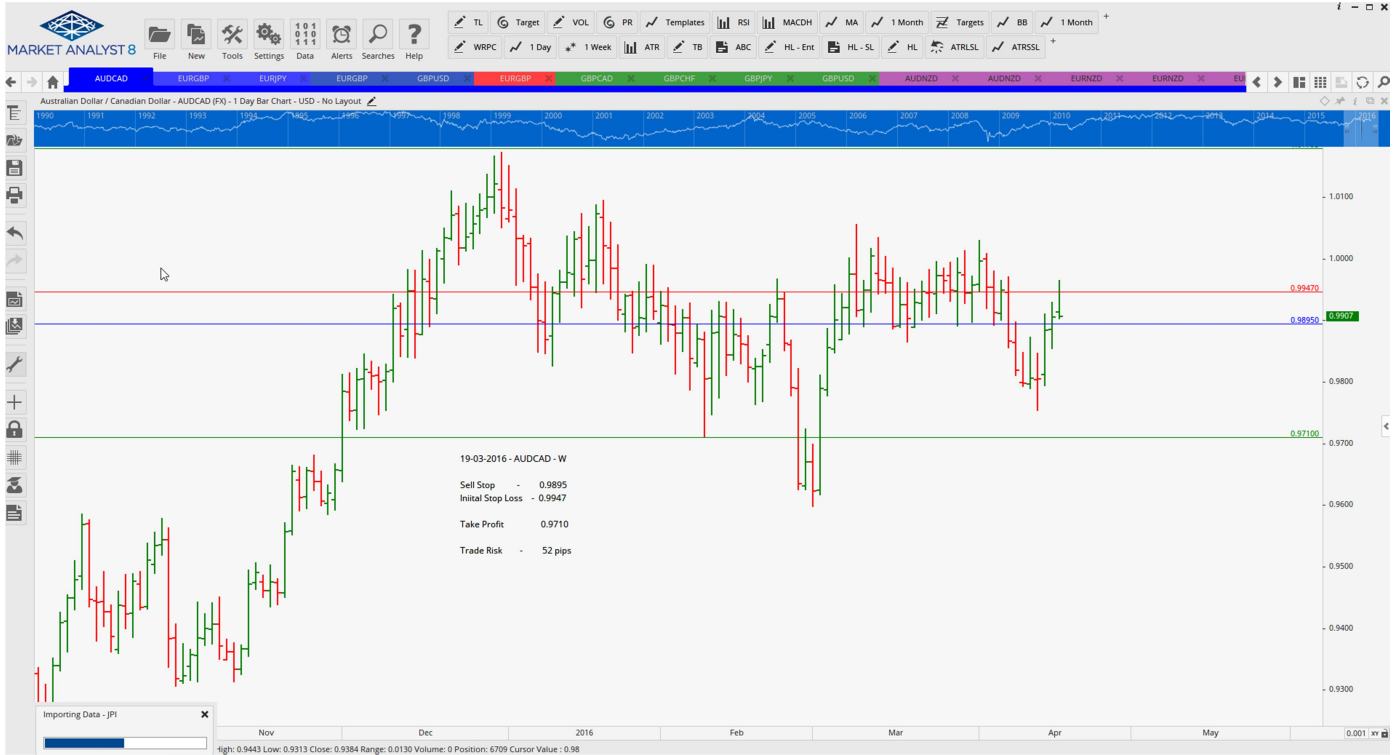 MARKET ANALYST 8
File
New
Tools
Settings
Data
Alerts
Searches
Help
TL
Target
VOL
PR
Templates
RSI
MACDH
MA
1 Month
Targets
BB
1 Month
WRPC
1 Day
1 Week
ATR
TB
ABC
HL - Ent
HL - SL
HL
ATRLSL
ATRSSL
AUDCAD
EURGBP
EURJPY
EURGBP
GBPUSD
EURGBP
GBPCAD
GBPCHF
GBPJPY
GBPUSD
AUDNZD
AUDNZD
EURNZD
EURNZD
Australian Dollar / Canadian Dollar - AUDCAD (FX) - 1 Day Bar Chart - USD - No Layout
1990 1991 1992 1993 1994 1995 1996 1997 1998 1999 2000 2001 2002 2003 2004 2005 2006 2007 2008 2009 2010 2011 2012 2013 2014 2015 2016
1.0100
1.0000
0.99470
0.98950
0.9907
0.9800
0.97100
0.9700
0.9600
0.9500
0.9400
0.9300
19-03-2016 - AUDCAD - W
Sell Stop - 0.9895
Iniital Stop Loss - 0.9947
Take Profit 0.9710
Trade Risk - 52 pips
Importing Data - JPI
Nov Dec 2016 Feb Mar Apr May
0.001 XY
High: 0.9443 Low: 0.9313 Close: 0.9384 Range: 0.0130 Volume: 0 Position: 6709 Cursor Value : 0.98